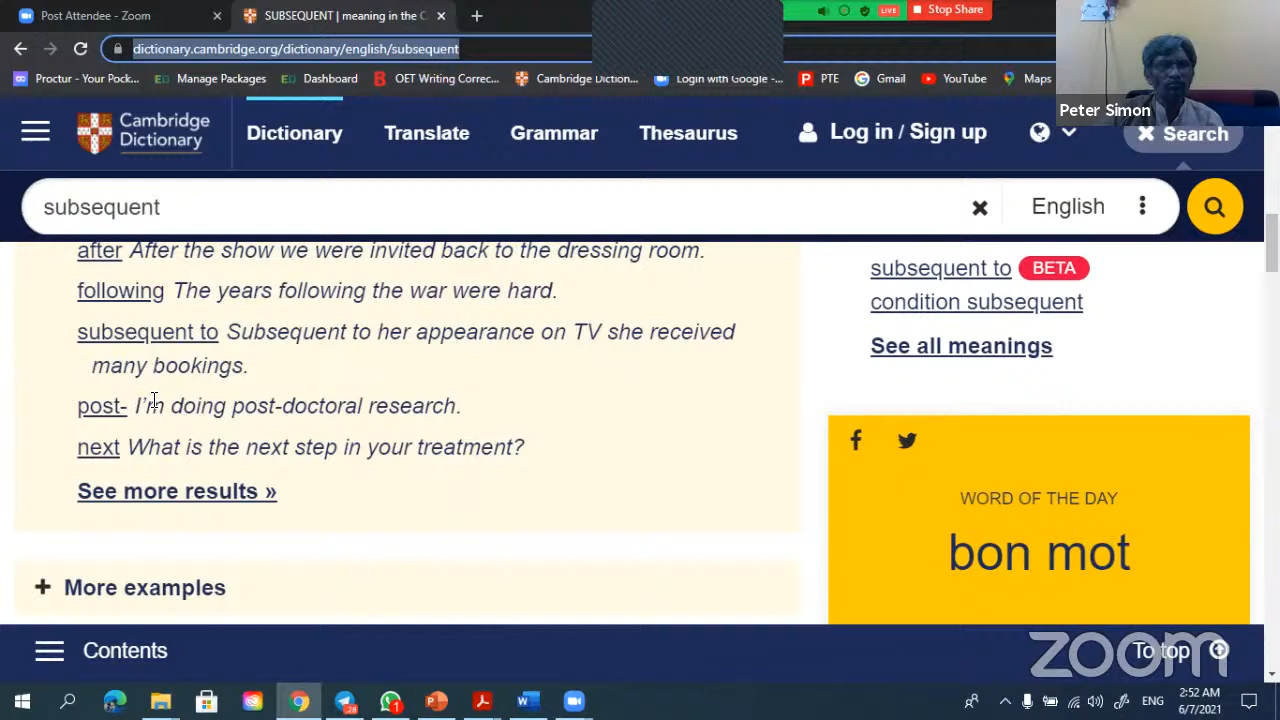 Post Attendee - Zoom
SUBSEQUENT | meaning in the C
LIVE
Stop Share
dictionary.cambridge.org/dictionary/english/subsequent
Proctur - Your Pock...
Manage Packages
Dashboard
OET Writing Correc...
Cambridge Diction...
Login with Google -...
PTE
Gmail
YouTube
Maps
Peter Simon
Cambridge
Dictionary
Dictionary
Translate
Grammar
Thesaurus
Log in / Sign up
Search
subsequent
English
after After the show we were invited back to the dressing room.
following The years following the war were hard.
subsequent to Subsequent to her appearance on TV she received
many bookings.
post- I'm doing post-doctoral research.
next What is the next step in your treatment?
See more results »
subsequent to BETA
condition subsequent
See all meanings
WORD OF THE DAY
bon mot
+ More examples
Contents
To top
zoom
28
1
ENG
2:52 AM
6/7/2021